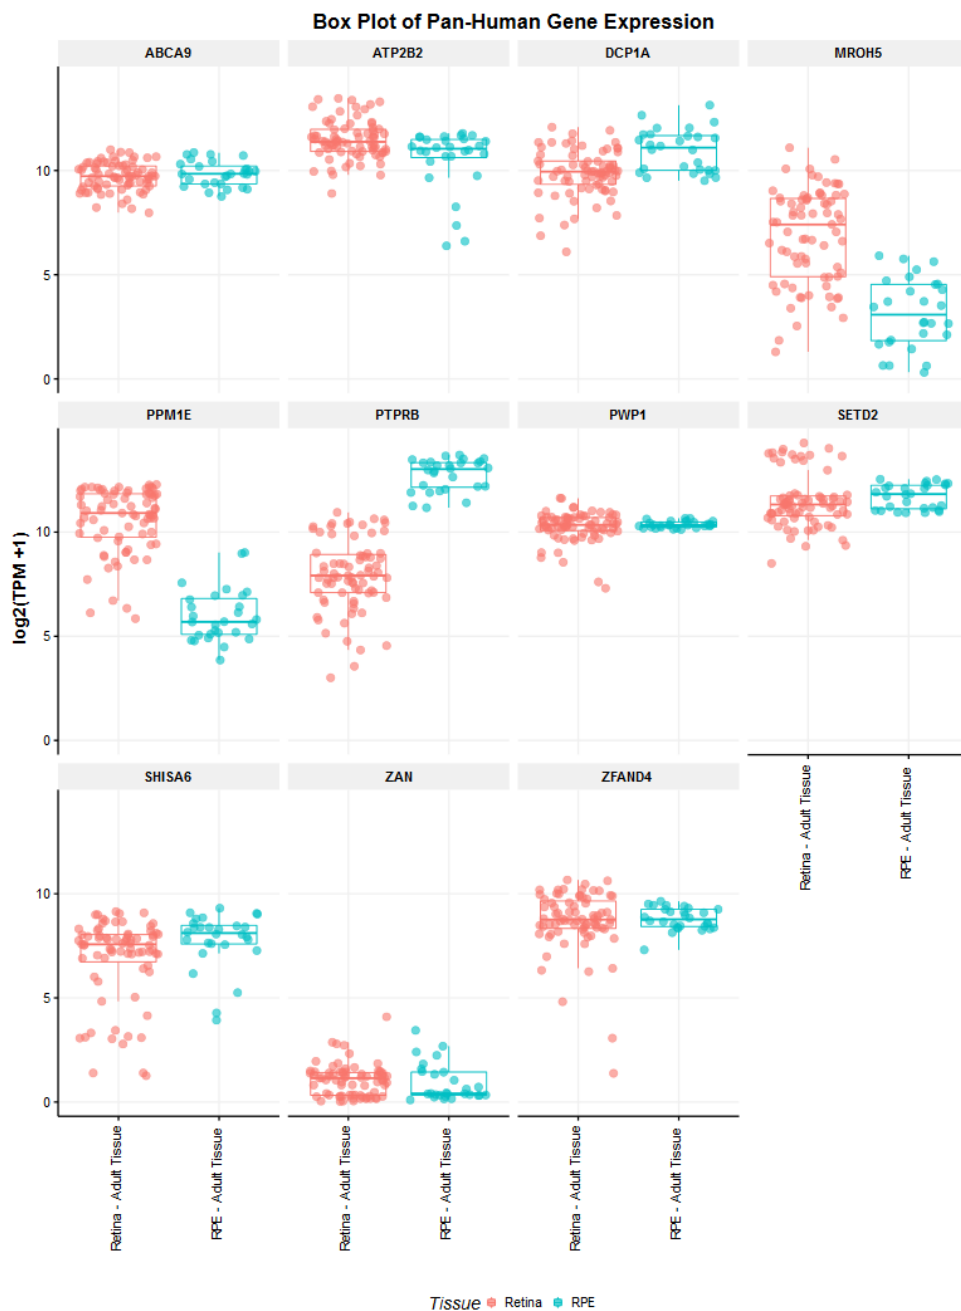 Box Plot of Pan-Human Gene Expression
ABCA9 ATP2B2 DCP1A MROH5
10
5
0
PPM1E PTPRB PWP1 SETD2
10
5
0
log2(TPM +1)
SHISA6 ZAN ZFAND4
Retina - Adult Tissue
RPE - Adult Tissue
10
5
0
Retina - Adult Tissue
RPE - Adult Tissue
Retina - Adult Tissue
RPE - Adult Tissue
Retina - Adult Tissue
RPE - Adult Tissue
Tissue Retina RPE